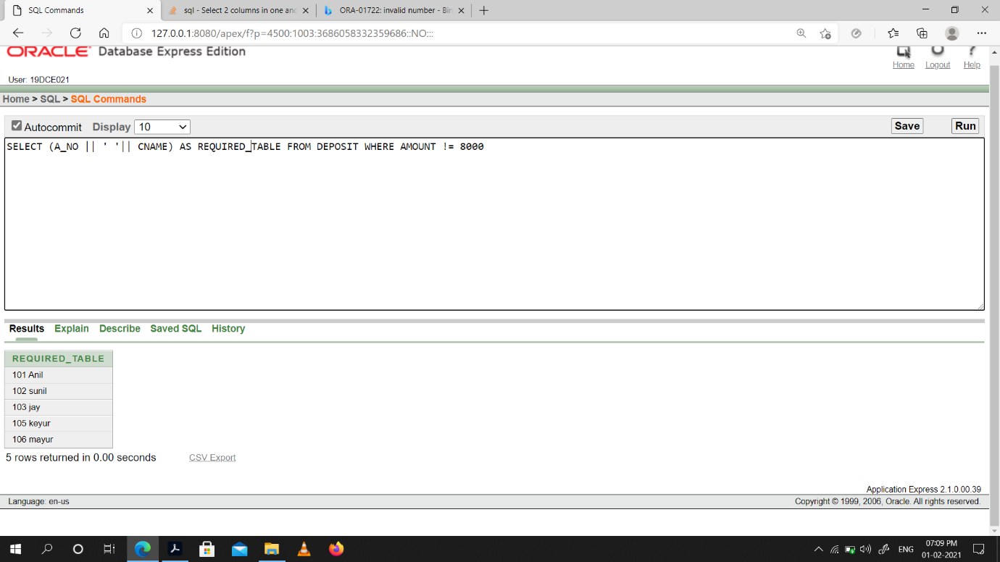 SQL Commands
sql - Select 2 columns in one and
ORA-01722: invalid number - Bin
127.0.0.1:8080/apex/f?p=4500:1003:3686058332359686::NO:::
ORACLE Database Express Edition
Home Logout Help
User: 19DCE021
Home > SQL > SQL Commands
Autocommit Display 10 Save Run
SELECT (A_NO || ' '|| CNAME) AS REQUIRED_TABLE FROM DEPOSIT WHERE AMOUNT != 8000
Results Explain Describe Saved SQL History
REQUIRED_TABLE
101 Anil
102 sunil
103 jay
105 keyur
106 mayur
5 rows returned in 0.00 seconds CSV Export
Application Express 2.1.0.00.39
Language: en-us Copyright © 1999, 2006, Oracle. All rights reserved.
ENG 07:09 PM
01-02-2021